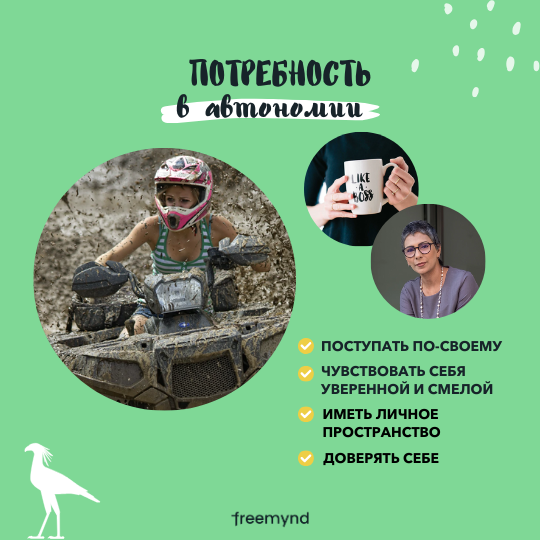 ПОТРЕБНОСТЬ
в автономии
LIKE
A
BOSS
ПОСТУПАТЬ ПО-СВОЕМУ
ЧУВСТВОВАТЬ СЕБЯ
УВЕРЕННОЙ И СМЕЛОЙ
ИМЕТЬ ЛИЧНОЕ
ПРОСТРАНСТВО
ДОВЕРЯТЬ СЕБЕ
freemynd